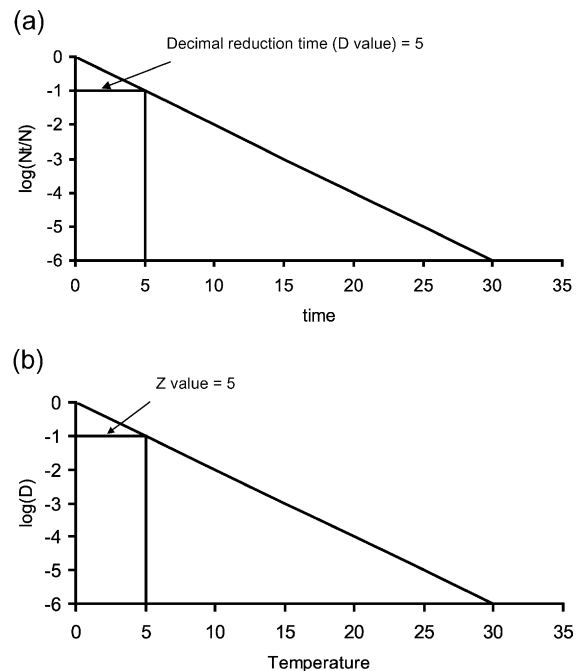 (a)
Decimal reduction time (D value) = 5
0
-1
-2
-3
-4
-5
-6
log(Nt/N)
0 5 10 15 20 25 30 35
time
(b)
Z value = 5
0
-1
-2
-3
-4
-5
-6
log(D)
0 5 10 15 20 25 30 35
Temperature